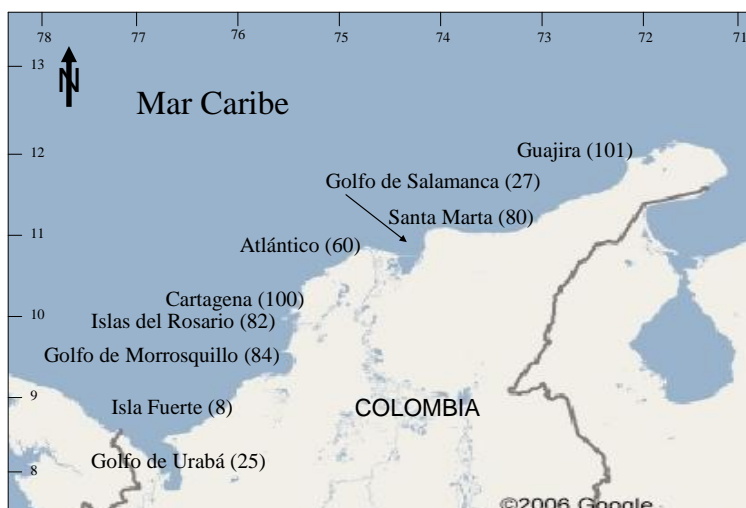 78 77 76 75 74 73 72 71
13
N
Mar Caribe
12
Guajira (101)
Golfo de Salamanca (27)
Santa Marta (80)
11
Atlántico (60)
Cartagena (100)
10
Islas del Rosario (82)
Golfo de Morrosquillo (84)
9
Isla Fuerte (8)
COLOMBIA
Golfo de Urabá (25)
8
©2006 Google